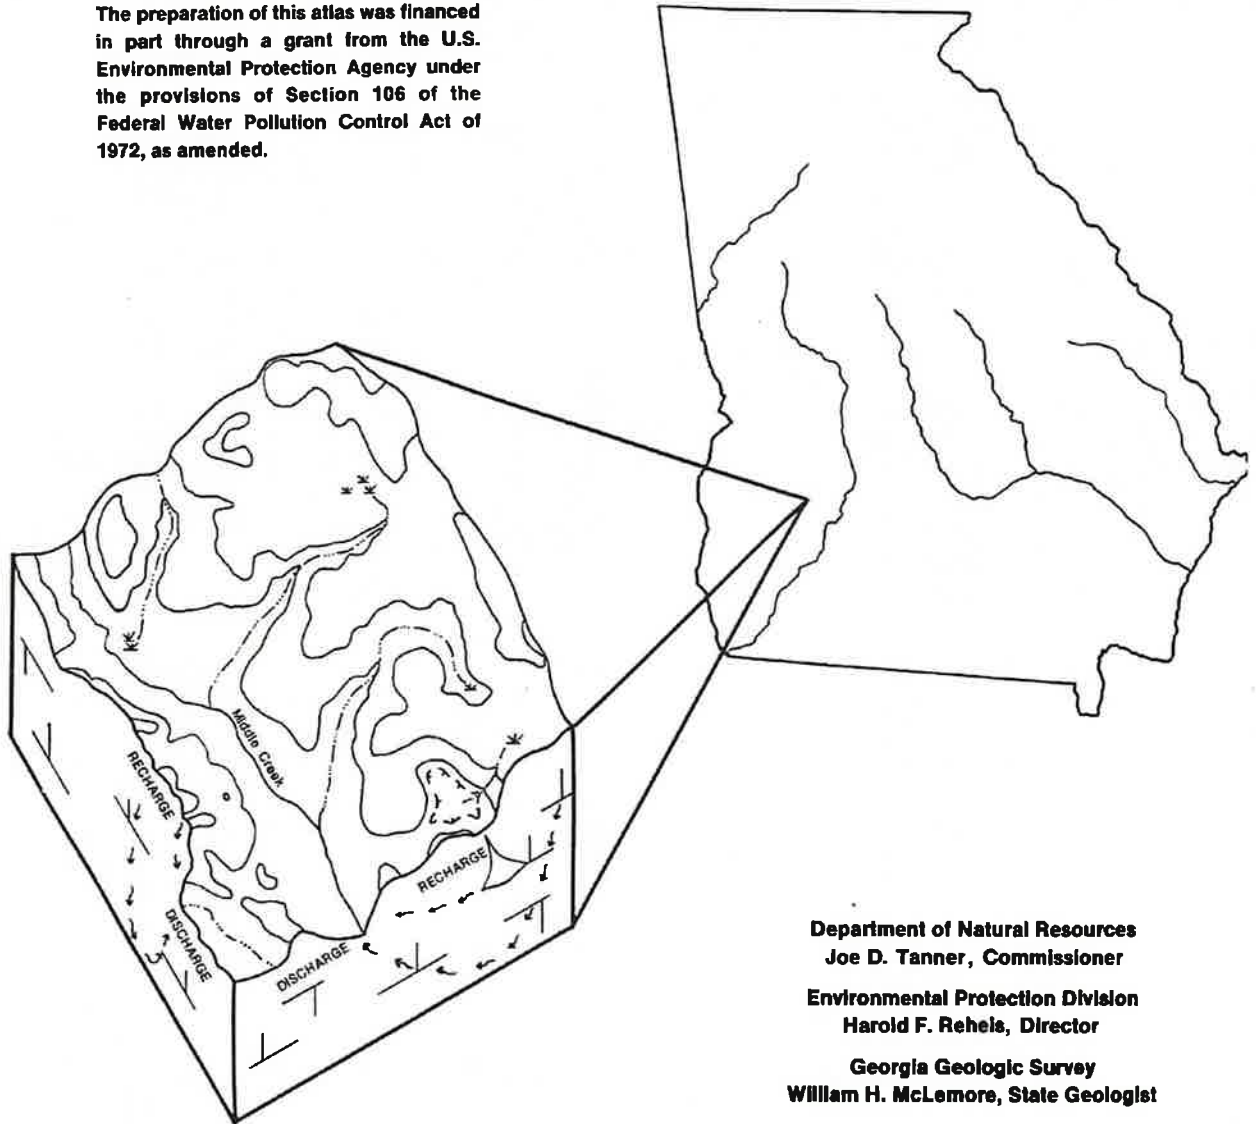 The preparation of this atlas was financed
in part through a grant from the U.S.
Environmental Protection Agency under
the provisions of Section 106 of the
Federal Water Pollution Control Act of
1972, as amended.
Middle Creek
RECHARGE
RECHARGE
DISCHARGE
DISCHARGE
Department of Natural Resources
Joe D. Tanner, Commissioner
Environmental Protection Division
Harold F. Reheis, Director
Georgia Geologic Survey
William H. McLemore, State Geologist